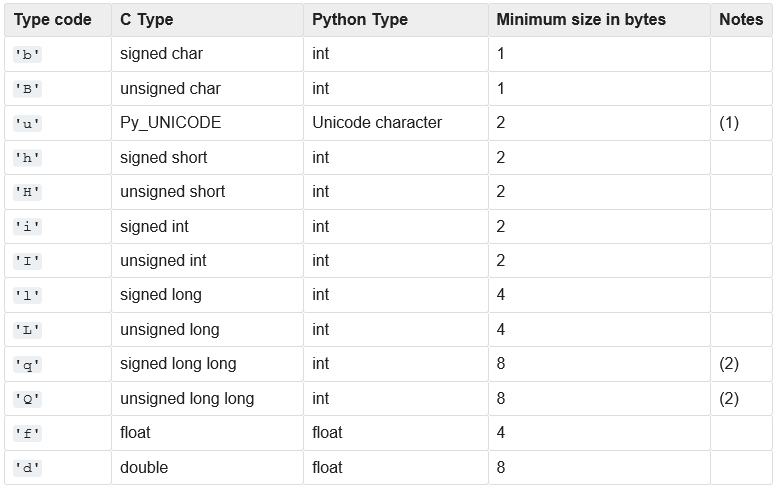 Type code C Type Python Type Minimum size in bytes Notes
'b' signed char int 1
'B' unsigned char int 1
'u' Py_UNICODE Unicode character 2 (1)
'h' signed short int 2
'H' unsigned short int 2
'i' signed int int 2
'I' unsigned int int 2
'l' signed long int 4
'L' unsigned long int 4
'q' signed long long int 8 (2)
'Q' unsigned long long int 8 (2)
'f' float float 4
'd' double float 8